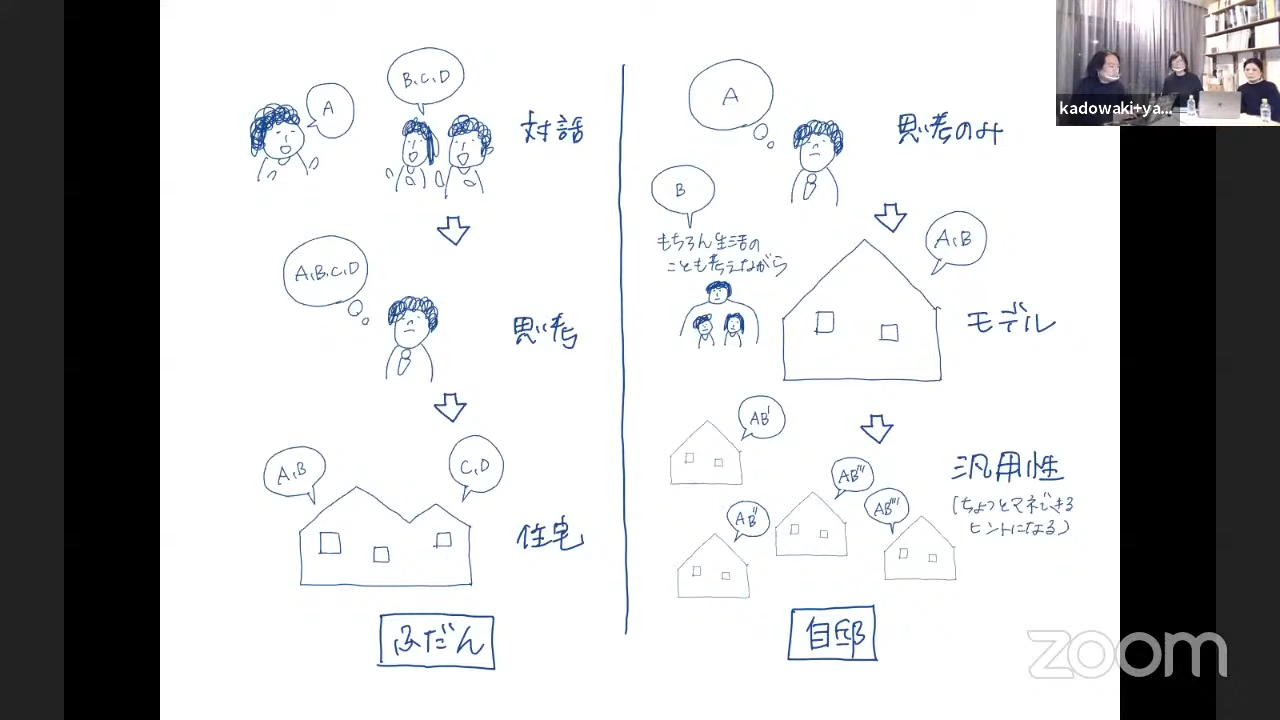 A
B、C、D
対話
A、B、C、D
思考
A、B
C、D
住宅
ふだん
A
思考のみ
B
もちろん生活の
ことも考えながら
A、B
モデル
AB'
AB''
AB'''
AB''''
汎用性
(ちょっとマネできる
ヒントになる)
自邸
kadowaki+ya...
zoom